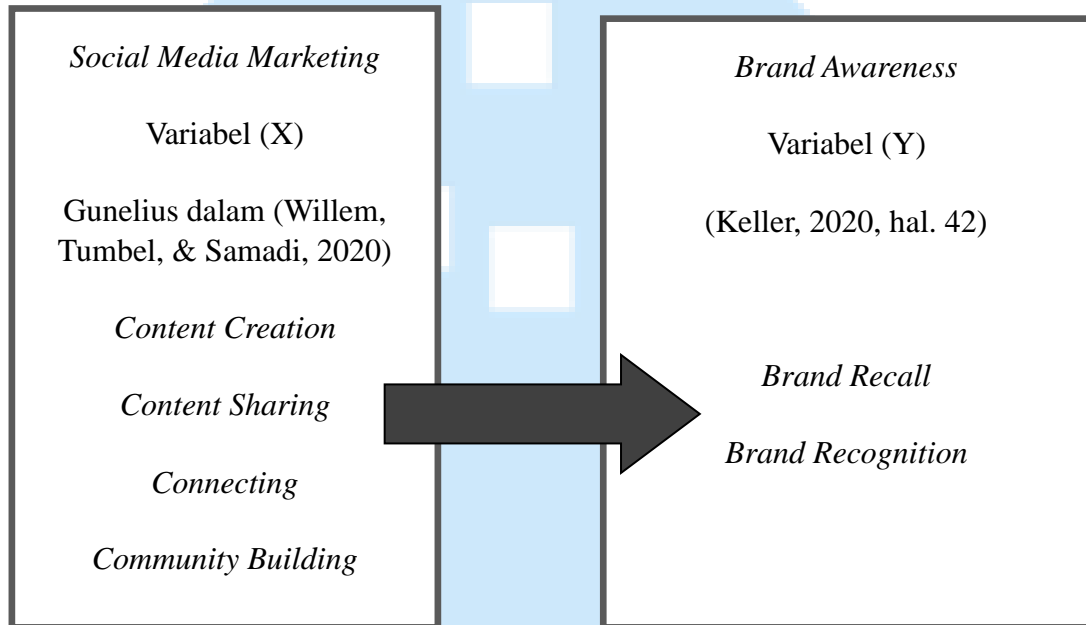 Social Media Marketing
Variabel (X)
Gunelius dalam (Willem,
Tumbel, & Samadi, 2020)
Content Creation
Content Sharing
Connecting
Community Building
Brand Awareness
Variabel (Y)
(Keller, 2020, hal. 42)
Brand Recall
Brand Recognition